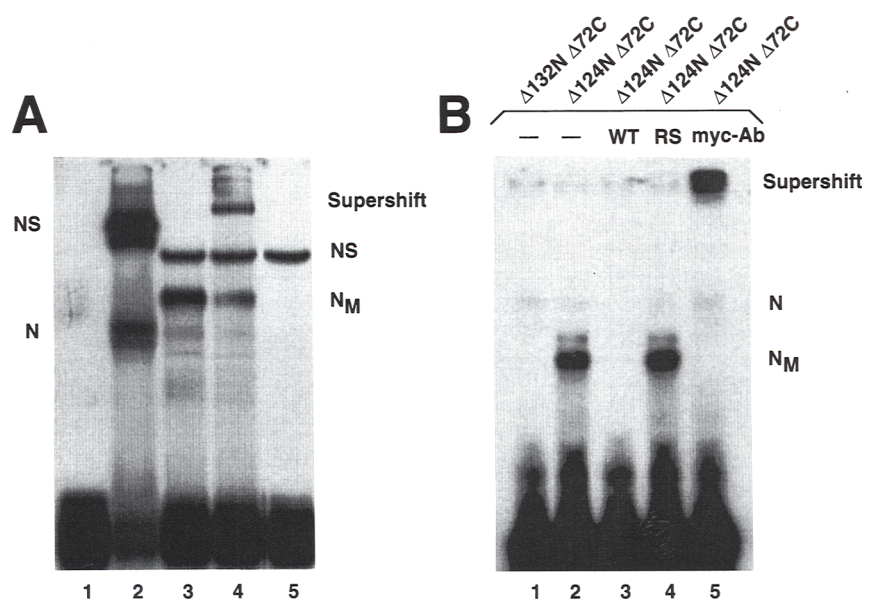 A
NS
N
Supershift
NS
NM
1 2 3 4 5
B
Δ132N Δ72C
Δ124N Δ72C
Δ124N Δ72C
Δ124N Δ72C
Δ124N Δ72C
— — WT RS myc-Ab
Supershift
N
NM
1 2 3 4 5